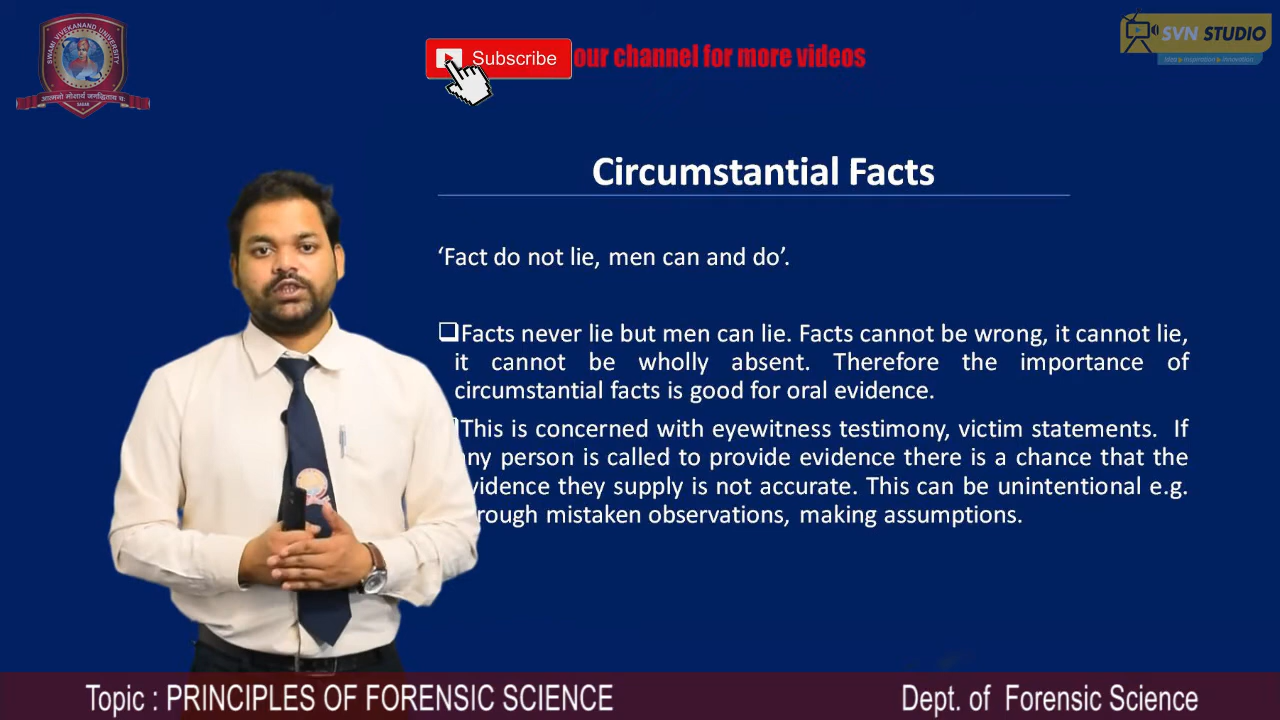 SWAMI VIVEKANAND UNIVERSITY
SAGAR
Subscribe our channel for more videos
SVN STUDIO
Circumstantial Facts
‘Fact do not lie, men can and do’.
❑Facts never lie but men can lie. Facts cannot be wrong, it cannot lie,
it cannot be wholly absent. Therefore the importance of
circumstantial facts is good for oral evidence.
This is concerned with eyewitness testimony, victim statements. If
ny person is called to provide evidence there is a chance that the
vidence they supply is not accurate. This can be unintentional e.g.
rough mistaken observations, making assumptions.
Topic : PRINCIPLES OF FORENSIC SCIENCE
Dept. of Forensic Science